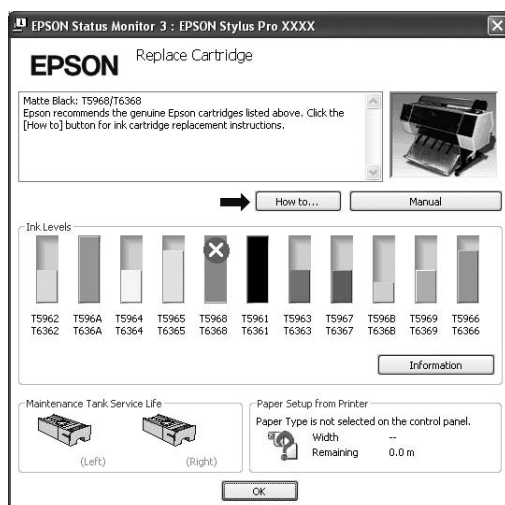 EPSON Status Monitor 3 : EPSON Stylus Pro XXXX
EPSON
Replace Cartridge
Matte Black: T5968/T6368
Epson recommends the genuine Epson cartridges listed above. Click the
[How to] button for ink cartridge replacement instructions.
How to...
Manual
Ink Levels
T5962 T596A T5964 T5965 T5968 T5961 T5963 T5967 T596B T5969 T5966
T6362 T636A T6364 T6365 T6368 T6361 T6363 T6367 T636B T6369 T6366
Information
Maintenance Tank Service Life
(Left)
(Right)
Paper Setup from Printer
Paper Type is not selected on the control panel.
Width --
Remaining 0.0 m
OK